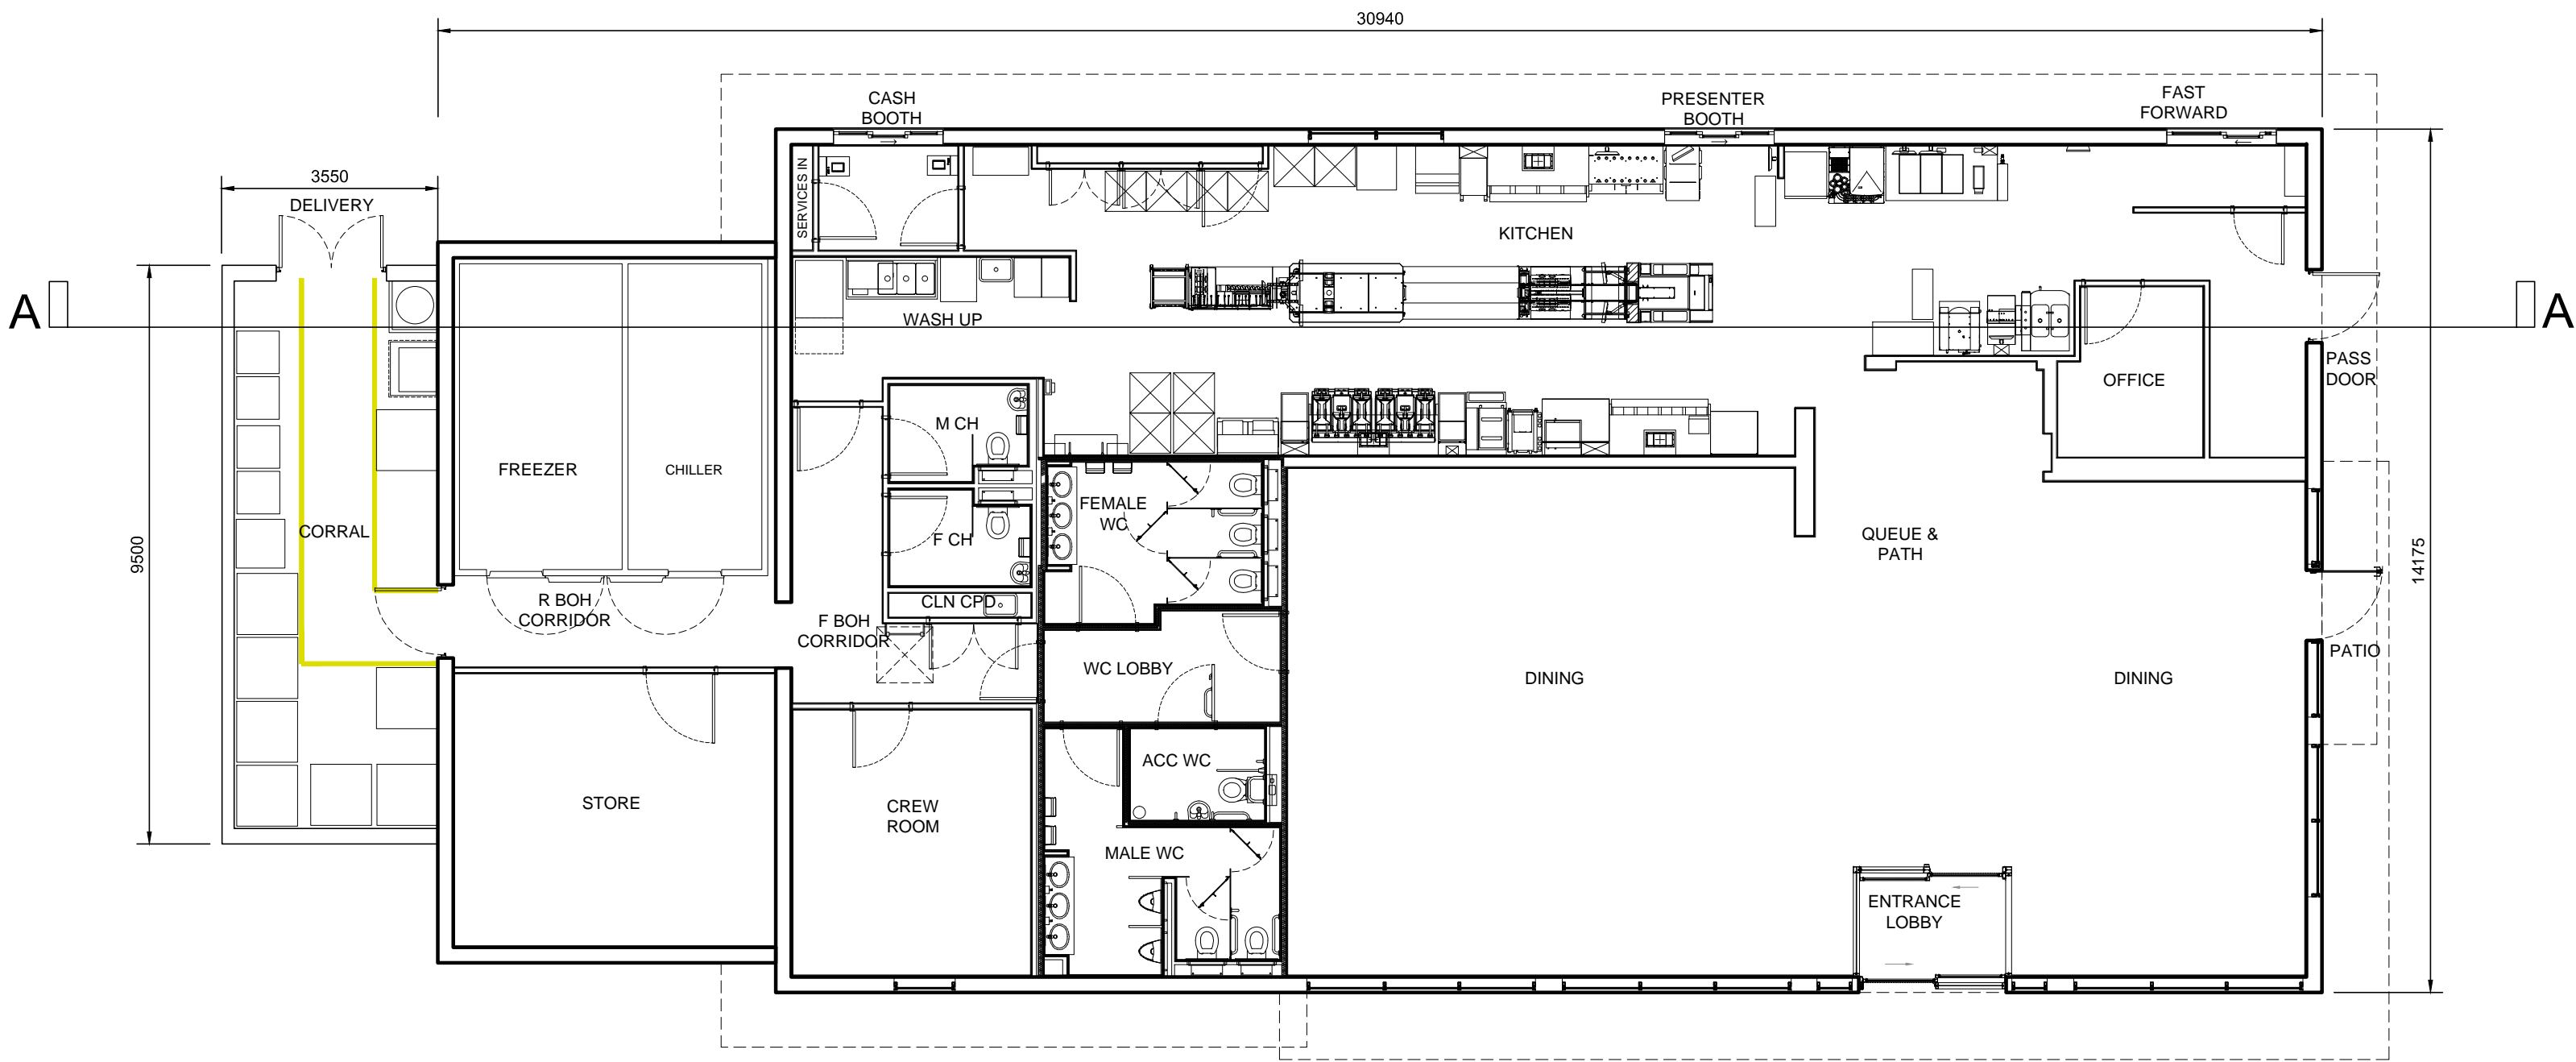 30940
CASH
BOOTH
PRESENTER
BOOTH
FAST
FORWARD
3550
DELIVERY
SERVICES IN
KITCHEN
A
A
WASH UP
PASS
DOOR
OFFICE
M CH
FREEZER
CHILLER
FEMALE
WC
CORRAL
F CH
QUEUE &
PATH
9500
14175
R BOH
CORRIDOR
CLN CPD
F BOH
CORRIDOR
WC LOBBY
DINING
DINING
PATIO
ACC WC
STORE
CREW
ROOM
MALE WC
ENTRANCE
LOBBY